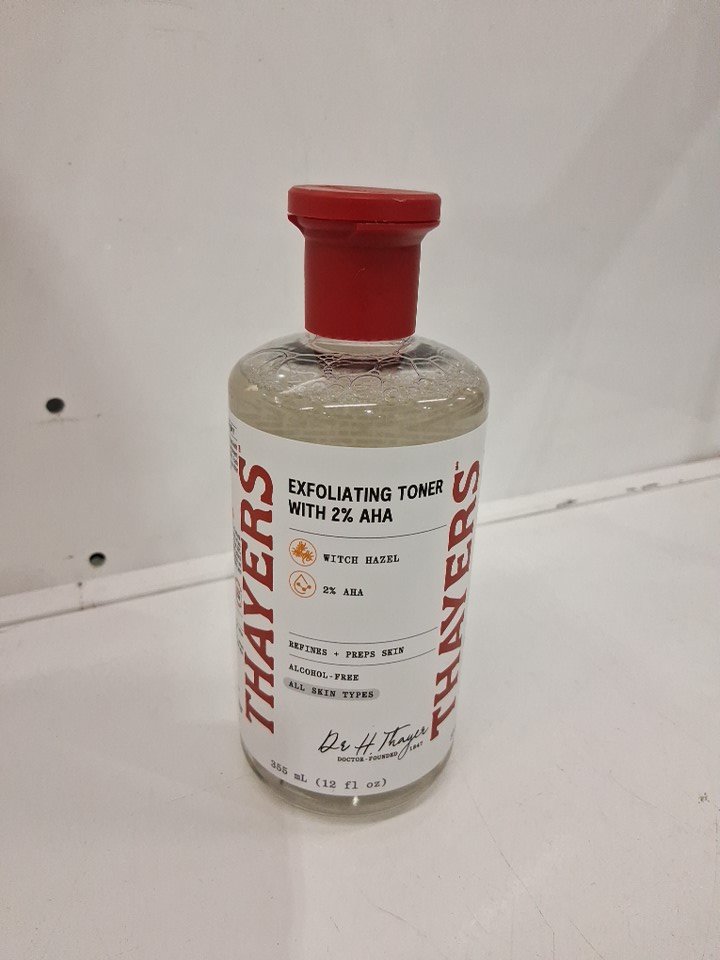 THAYERS
EXFOLIATING TONER
WITH 2% AHA
WITCH HAZEL
2% AHA
REFINES + PREPS SKIN
ALCOHOL-FREE
ALL SKIN TYPES
Dr H. Thayer
DOCTOR-FOUNDED 1847
355 mL (12 fl oz)
THAYERS